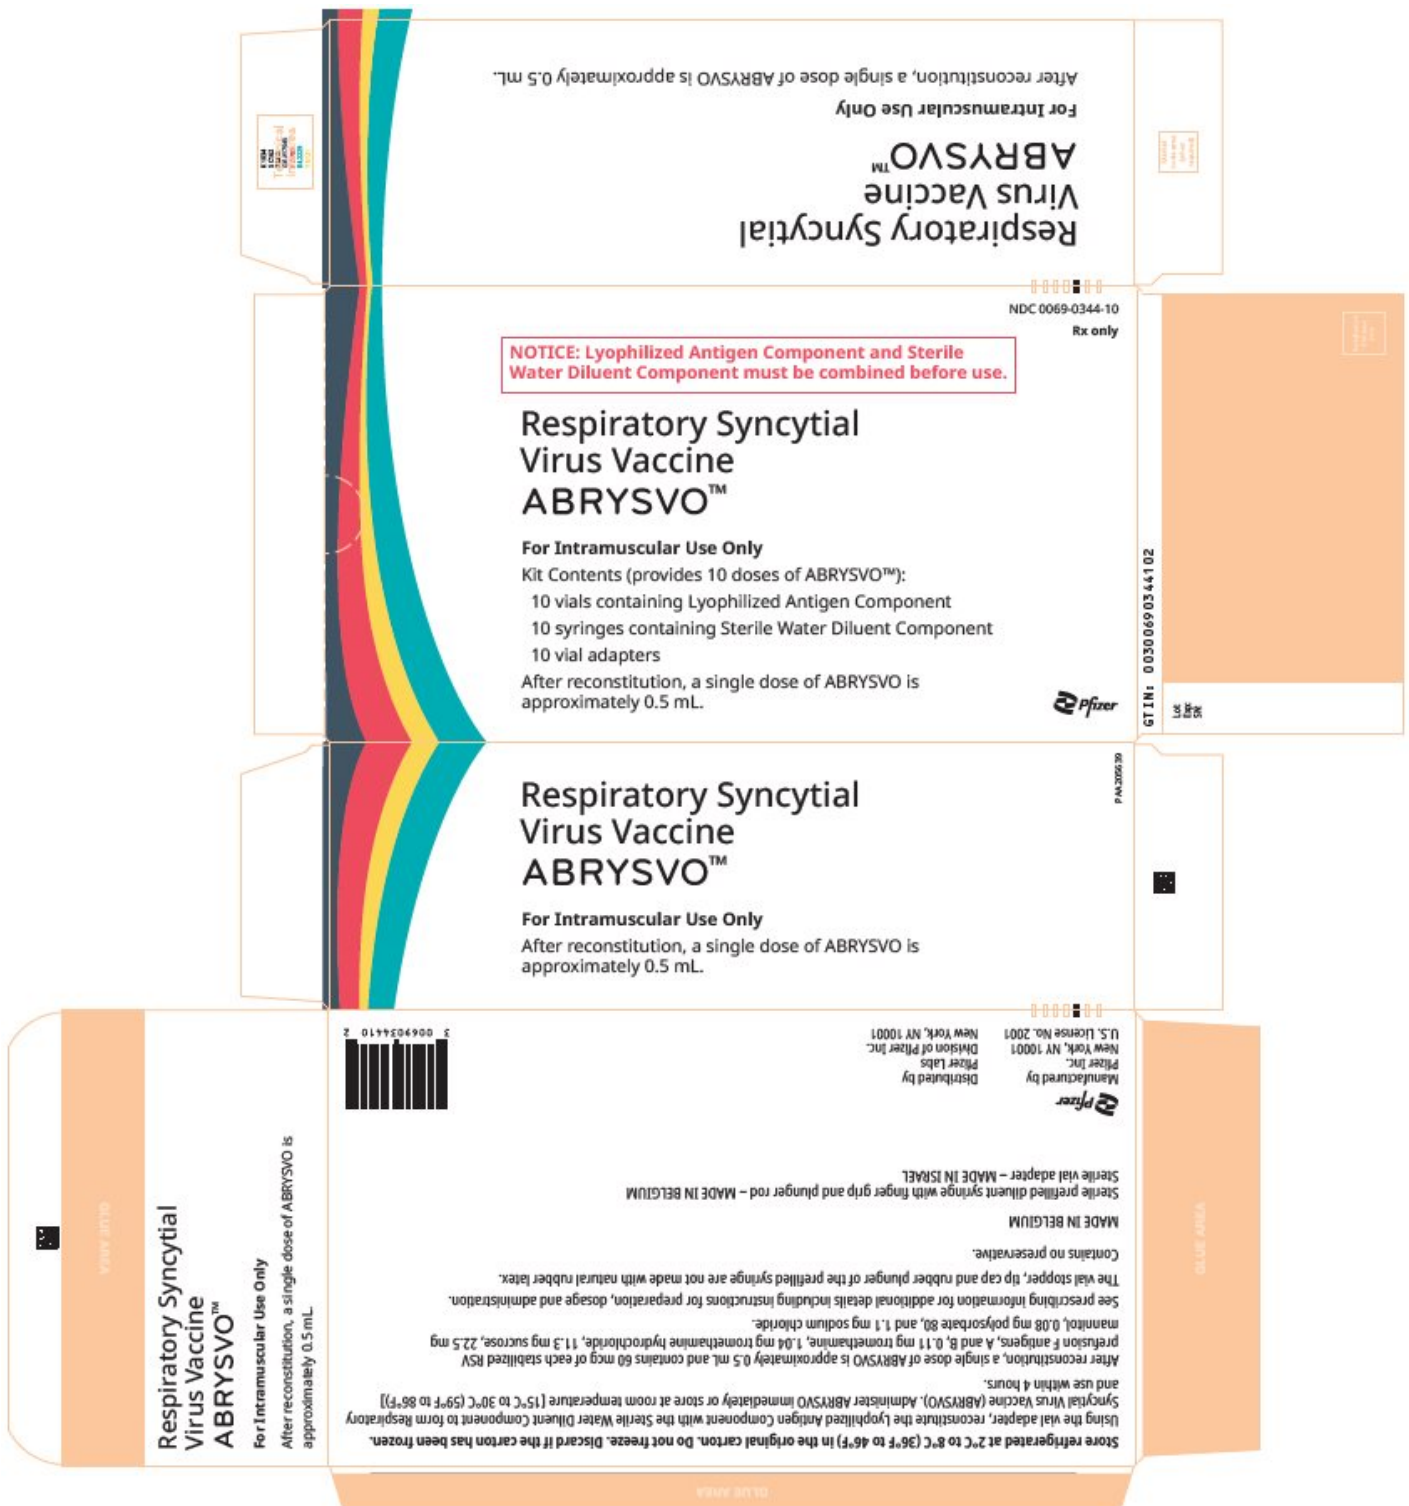 After reconstitution, a single dose of ABRYSVO is approximately 0.5 mL.
For Intramuscular Use Only
ABRYSVO™
Virus Vaccine
Respiratory Syncytial
NDC 0069-0344-10
Rx only
NOTICE: Lyophilized Antigen Component and Sterile
Water Diluent Component must be combined before use.
Respiratory Syncytial
Virus Vaccine
ABRYSVO™
For Intramuscular Use Only
Kit Contents (provides 10 doses of ABRYSVO™):
10 vials containing Lyophilized Antigen Component
10 syringes containing Sterile Water Diluent Component
10 vial adapters
After reconstitution, a single dose of ABRYSVO is
approximately 0.5 mL.
Pfizer
GTIN: 00300690344102
Lot
Exp:
SN:
Respiratory Syncytial
Virus Vaccine
ABRYSVO™
For Intramuscular Use Only
After reconstitution, a single dose of ABRYSVO is
approximately 0.5 mL.
PAA205639
Store refrigerated at 2°C to 8°C (36°F to 46°F) in the original carton. Do not freeze. Discard if the carton has been frozen.
Using the vial adapter, reconstitute the Lyophilized Antigen Component with the Sterile Water Diluent Component to form Respiratory
Syncytial Virus Vaccine (ABRYSVO). Administer ABRYSVO immediately or store at room temperature [15°C to 30°C (59°F to 86°F)]
and use within 4 hours.
After reconstitution, a single dose of ABRYSVO is approximately 0.5 mL and contains 60 mcg of each stabilized RSV
prefusion F antigens, A and B, 0.11 mg tromethamine, 1.04 mg tromethamine hydrochloride, 11.3 mg sucrose, 22.5 mg
mannitol, 0.08 mg polysorbate 80, and 1.1 mg sodium chloride.
See prescribing information for additional details including instructions for preparation, dosage and administration.
The vial stopper, tip cap and rubber plunger of the prefilled syringe are not made with natural rubber latex.
Contains no preservative.
MADE IN BELGIUM
Sterile prefilled diluent syringe with finger grip and plunger rod – MADE IN BELGIUM
Sterile vial adapter – MADE IN ISRAEL
Pfizer
Manufactured by
Pfizer Inc.
New York, NY 10001
U.S. License No. 2001
Distributed by
Pfizer Labs
Division of Pfizer Inc.
New York, NY 10001
3 0069034410 2
Respiratory Syncytial
Virus Vaccine
ABRYSVO™
For Intramuscular Use Only
After reconstitution, a single dose of ABRYSVO is
approximately 0.5 mL.
GLUE AREA
GLUE AREA
GLUE AREA